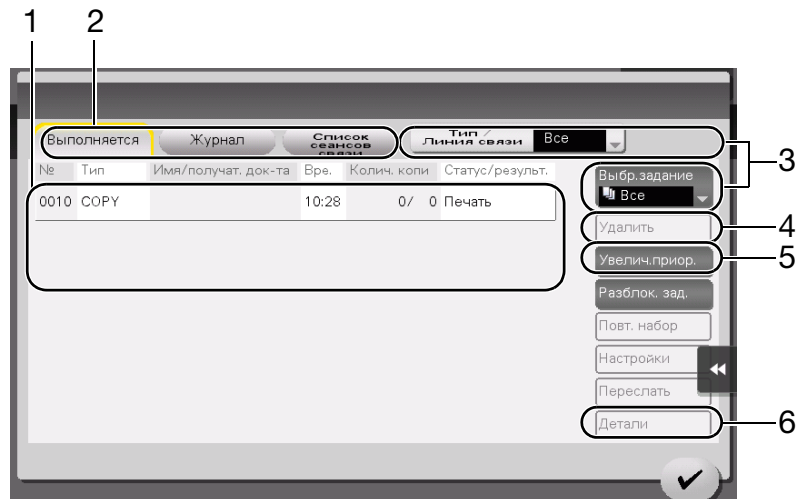 1
2
Выполняется
Журнал
Список
сеансов
связи
Тип /
Линия связи
Все
№ Тип Имя/получат. док-та Вре. Колич. копи Статус/результ.
Выбр.задание
Все
3
0010 COPY 10:28 0/ 0 Печать
Удалить
4
Увелич.приор.
5
Разблок. зад.
Повт. набор
Настройки
Переслать
Детали
6